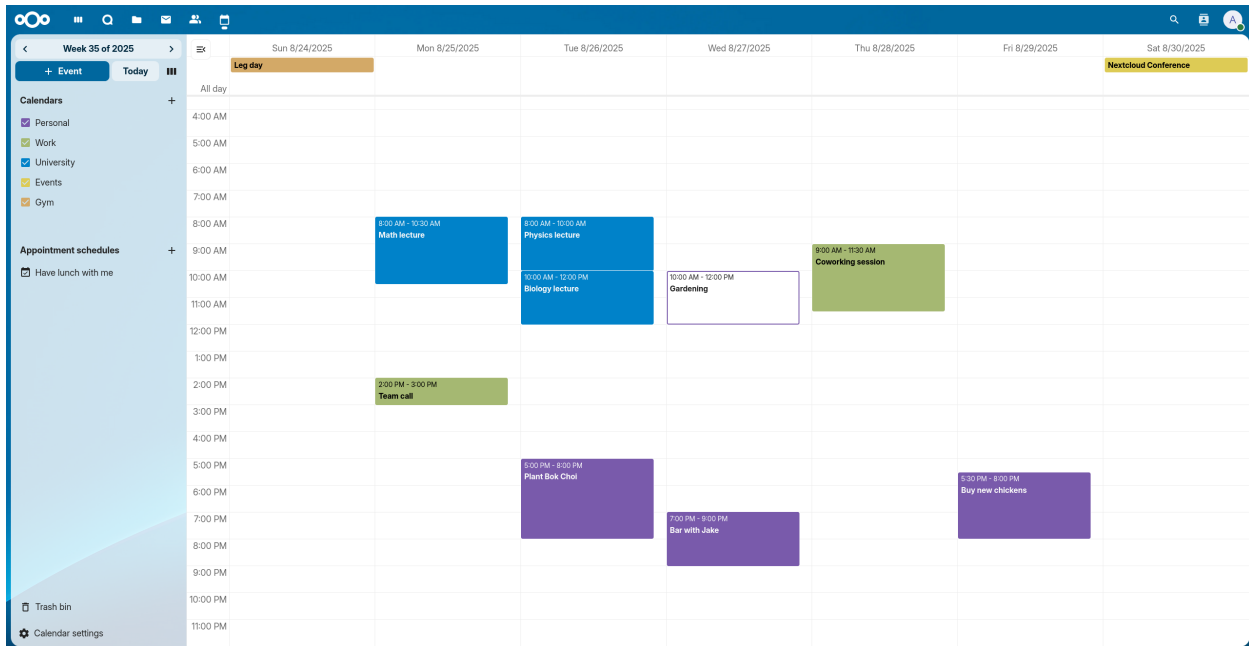 A
Week 35 of 2025
+ Event
Today
Calendars
Personal
Work
University
Events
Gym
Appointment schedules
Have lunch with me
Trash bin
Calendar settings
Sun 8/24/2025
Mon 8/25/2025
Tue 8/26/2025
Wed 8/27/2025
Thu 8/28/2025
Fri 8/29/2025
Sat 8/30/2025
All day
Leg day
Nextcloud Conference
4:00 AM
5:00 AM
6:00 AM
7:00 AM
8:00 AM
9:00 AM
10:00 AM
11:00 AM
12:00 PM
1:00 PM
2:00 PM
3:00 PM
4:00 PM
5:00 PM
6:00 PM
7:00 PM
8:00 PM
9:00 PM
10:00 PM
11:00 PM
8:00 AM - 10:30 AM
Math lecture
2:00 PM - 3:00 PM
Team call
8:00 AM - 10:00 AM
Physics lecture
10:00 AM - 12:00 PM
Biology lecture
5:00 PM - 8:00 PM
Plant Bok Choi
10:00 AM - 12:00 PM
Gardening
7:00 PM - 9:00 PM
Bar with Jake
9:00 AM - 11:30 AM
Coworking session
5:30 PM - 8:00 PM
Buy new chickens